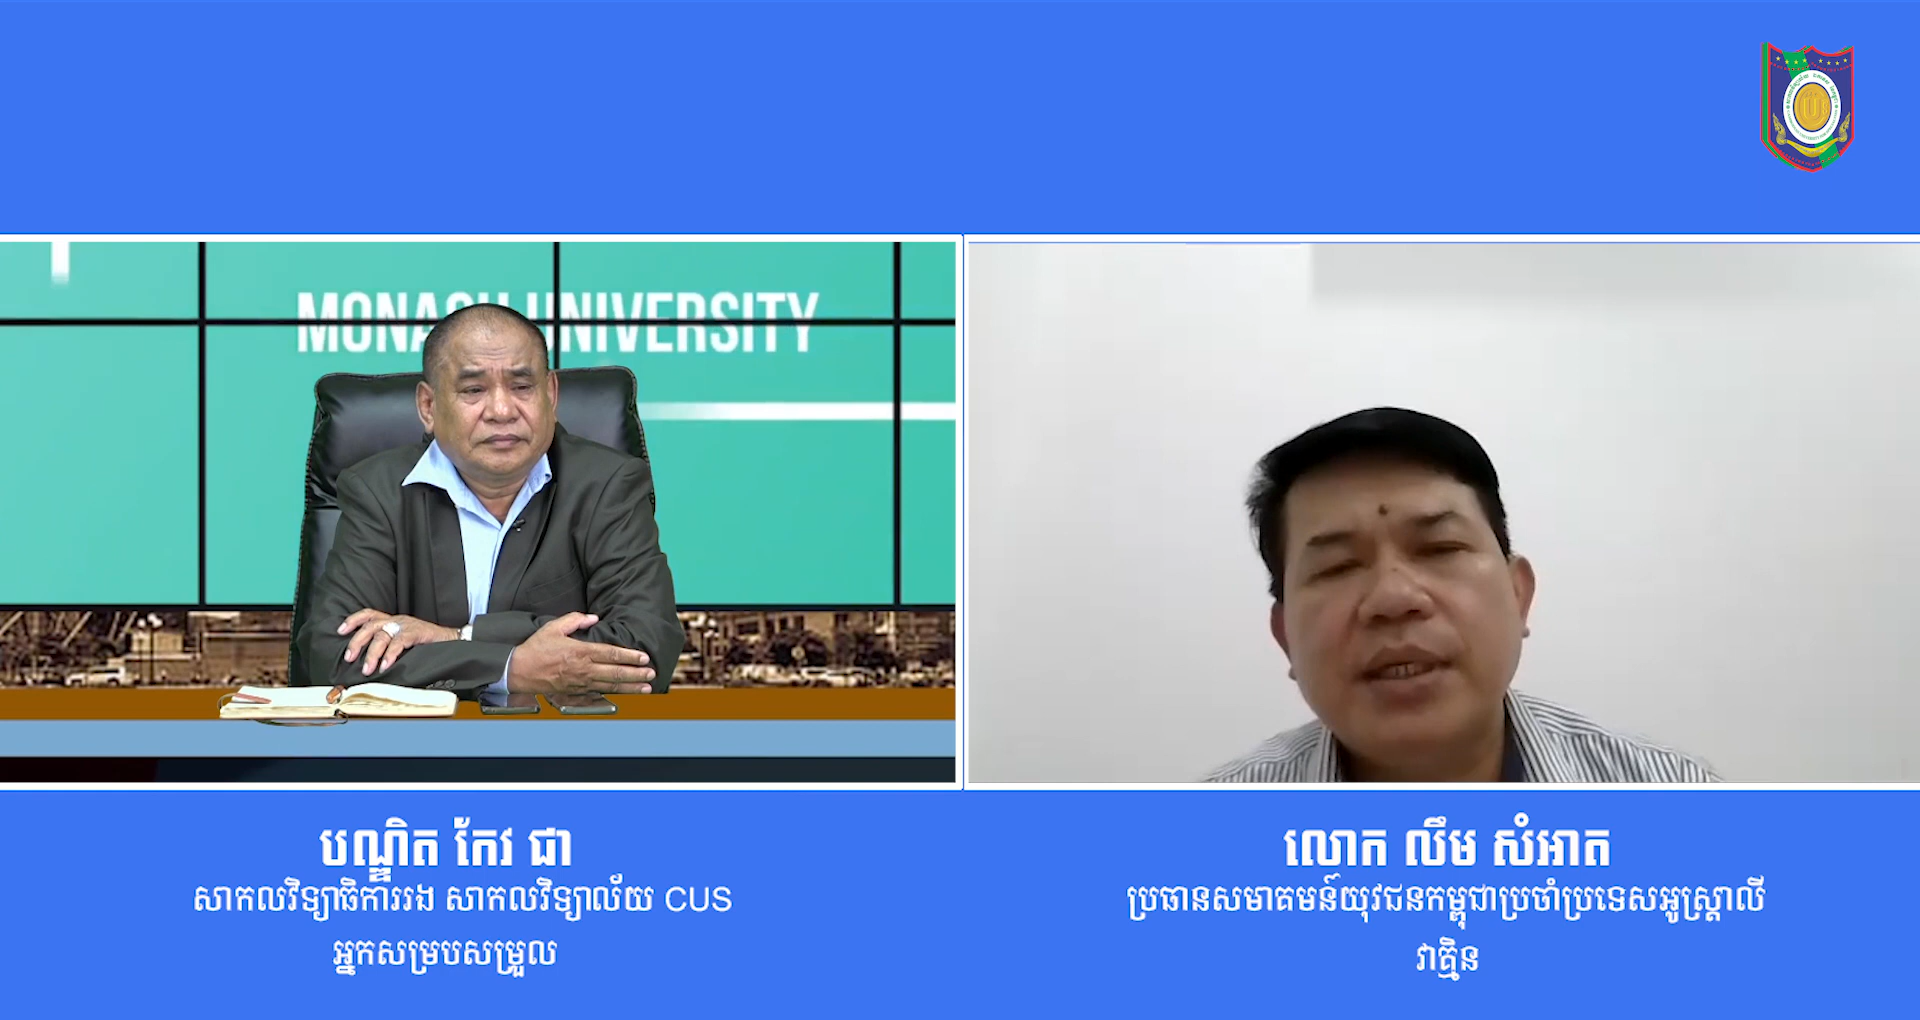 MONASH UNIVERSITY
បណ្ឌិត កែវ ជា
សាកលវិទ្យាធិការរង សាកលវិទ្យាល័យ CUS
អ្នកសម្របសម្រួល
លោក លឹម សំអាត
ប្រធានសមាគមន៍យុវជនកម្ពុជាប្រចាំប្រទេសអូស្ត្រាលី
វាគ្មិន